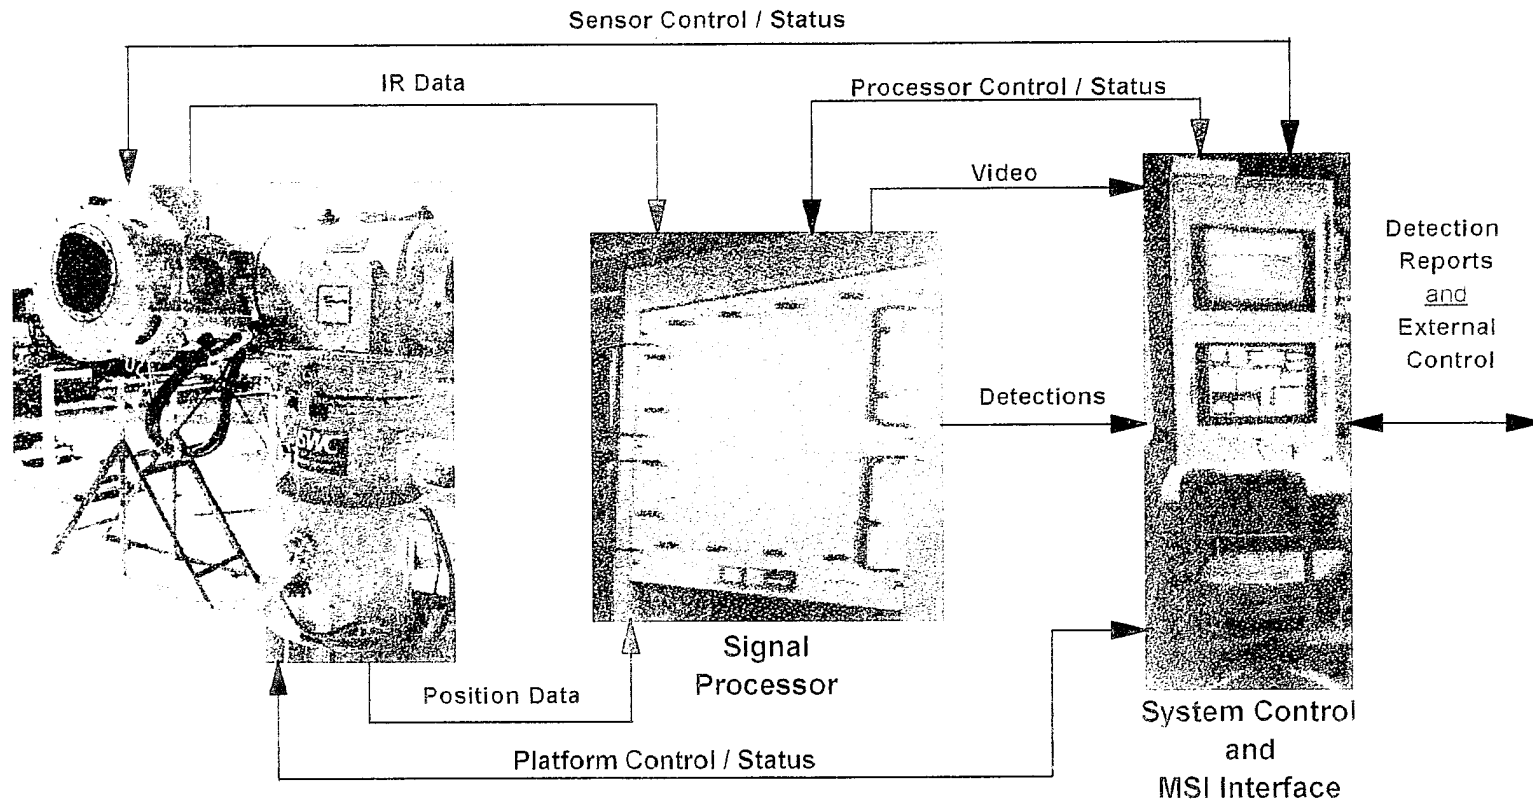 Sensor Control / Status
IR Data
Processor Control / Status
Video
Detection
Reports
and
External
Control
Detections
SWC
Signal
Processor
Position Data
System Control
and
MSI Interface
Platform Control / Status